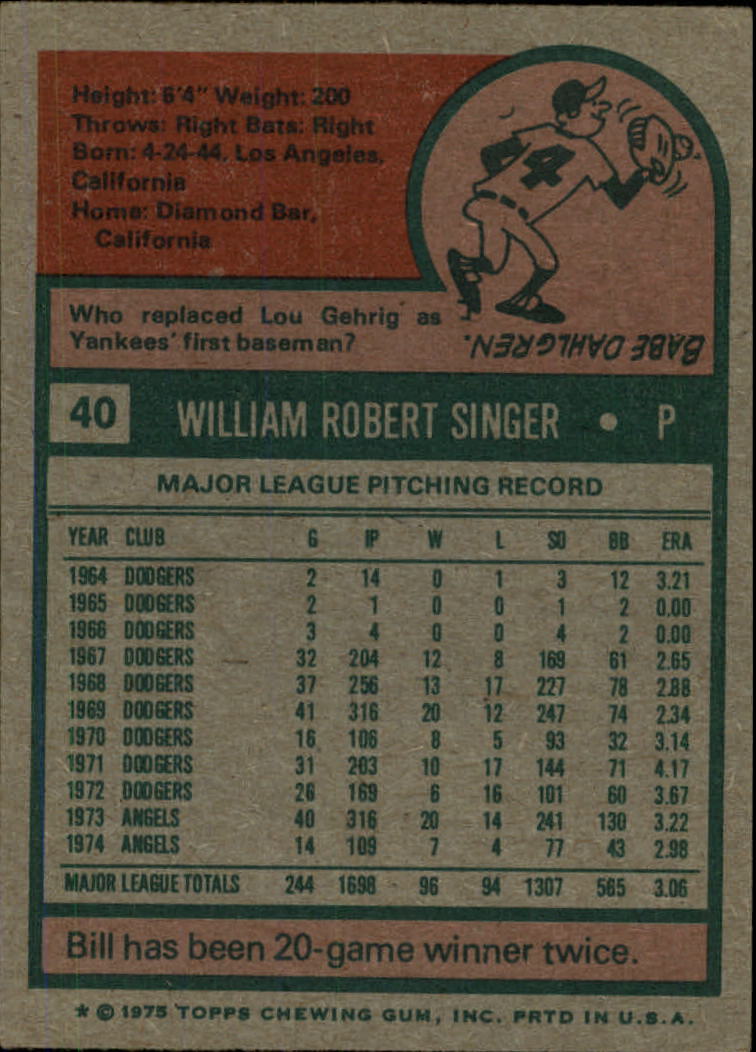 Height: 6'4" Weight: 200
Throws: Right Bats: Right
Born: 4-24-44, Los Angeles,
California
Home: Diamond Bar,
California
4
Who replaced Lou Gehrig as
Yankees' first baseman?
BABE DAHLGREN.
40 WILLIAM ROBERT SINGER • P
MAJOR LEAGUE PITCHING RECORD
YEAR CLUB G IP W L SO BB ERA
1964 DODGERS 2 14 0 1 3 12 3.21
1965 DODGERS 2 1 0 0 1 2 0.00
1966 DODGERS 3 4 0 0 4 2 0.00
1967 DODGERS 32 204 12 8 169 61 2.65
1968 DODGERS 37 256 13 17 227 78 2.88
1969 DODGERS 41 316 20 12 247 74 2.34
1970 DODGERS 16 106 8 5 93 32 3.14
1971 DODGERS 31 203 10 17 144 71 4.17
1972 DODGERS 26 169 6 16 101 60 3.67
1973 ANGELS 40 316 20 14 241 130 3.22
1974 ANGELS 14 109 7 4 77 43 2.98
MAJOR LEAGUE TOTALS 244 1698 96 94 1307 565 3.06
Bill has been 20-game winner twice.
* © 1975 TOPPS CHEWING GUM, INC. PRTD IN U.S.A.